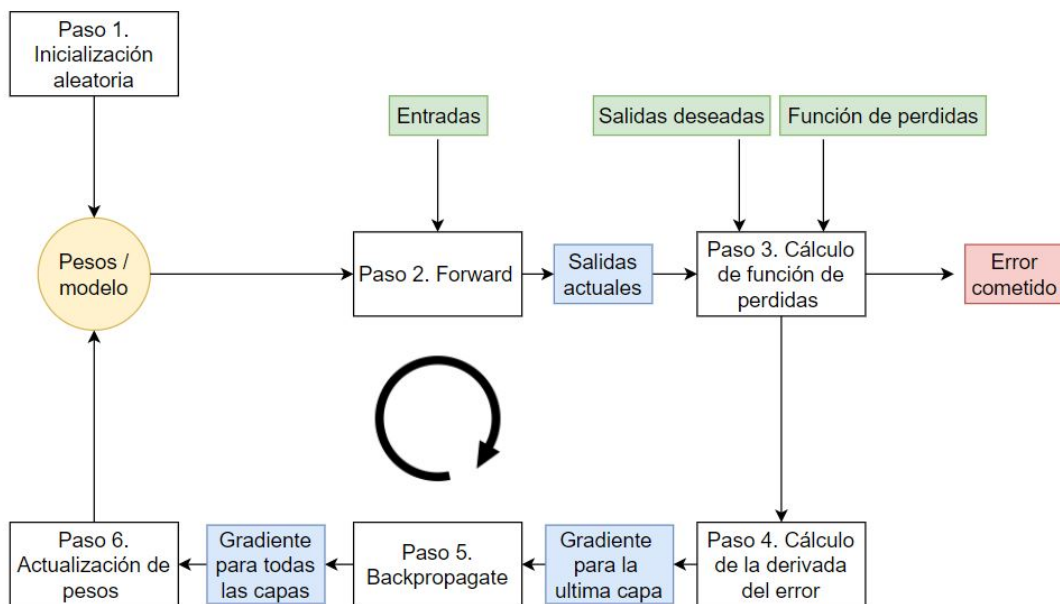 Paso 1.
Inicialización
aleatoria
Entradas
Salidas deseadas
Función de perdidas
Pesos /
modelo
Paso 2. Forward
Salidas
actuales
Paso 3. Cálculo
de función de
perdidas
Error
cometido
Paso 6.
Actualización de
pesos
Gradiente
para todas
las capas
Paso 5.
Backpropagate
Gradiente
para la
ultima capa
Paso 4. Cálculo
de la derivada
del error